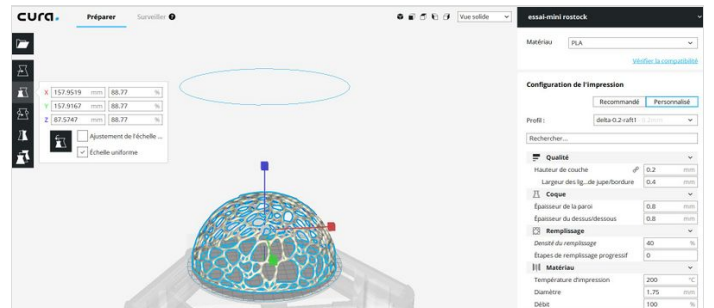 cura.
Préparer
Surveiller
Vue solide
essai-mini rostock
Matériau
PLA
Vérifier la compatibilité
Configuration de l'impression
Recommandé
Personnalisé
Profil :
delta-0.2-raft1
Rechercher...
X 157.9519 mm 88.77 %
Y 157.9167 mm 88.77 %
Z 87.5747 mm 88.77 %
Ajustement de l'échelle ...
Échelle uniforme
Qualité
Hauteur de couche 0.2 mm
Largeur des lig...de jupe/bordure 0.4 mm
Coque
Épaisseur de la paroi 0.8 mm
Épaisseur du dessus/dessous 0.8 mm
Remplissage
Densité du remplissage 40 %
Étapes de remplissage progressif 0
Matériau
Température d'impression 200 °C
Diamètre 1.75 mm
Débit 100 %